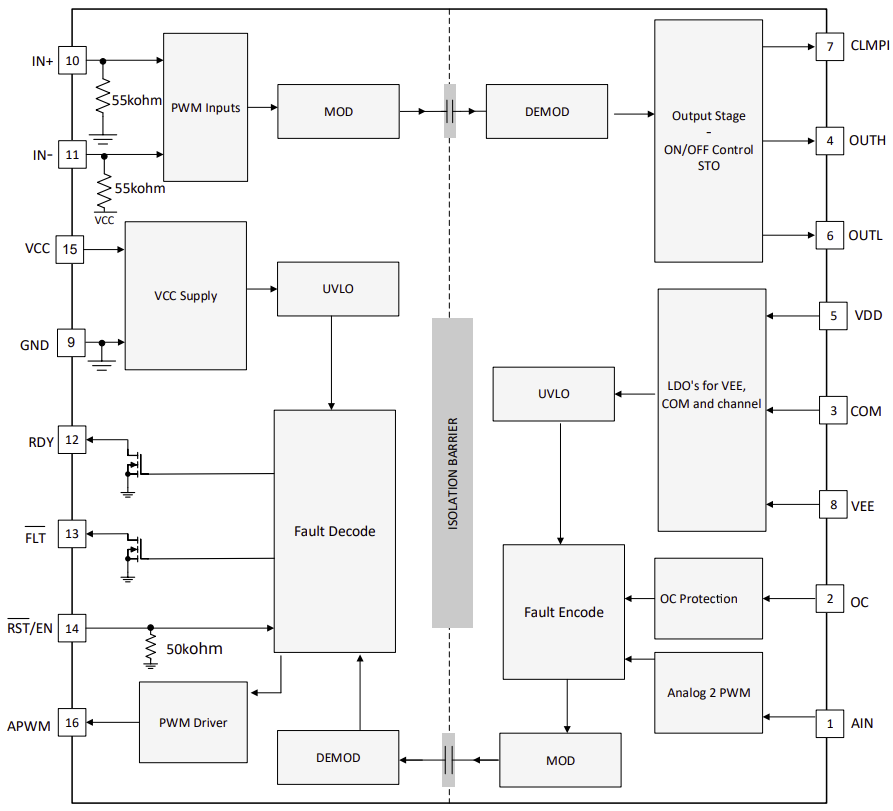 IN+
10
55kohm
IN-
11
55kohm
VCC
PWM Inputs
MOD
DEMOD
Output Stage
–
ON/OFF Control
STO
7
CLMPI
4
OUTH
6
OUTL
VCC
15
GND
9
VCC Supply
UVLO
ISOLATION BARRIER
UVLO
LDO's for VEE,
COM and channel
5
VDD
3
COM
8
VEE
RDY
12
FLT
13
RST/EN
14
50kohm
Fault Decode
Fault Encode
OC Protection
2
OC
Analog 2 PWM
1
AIN
APWM
16
PWM Driver
DEMOD
MOD